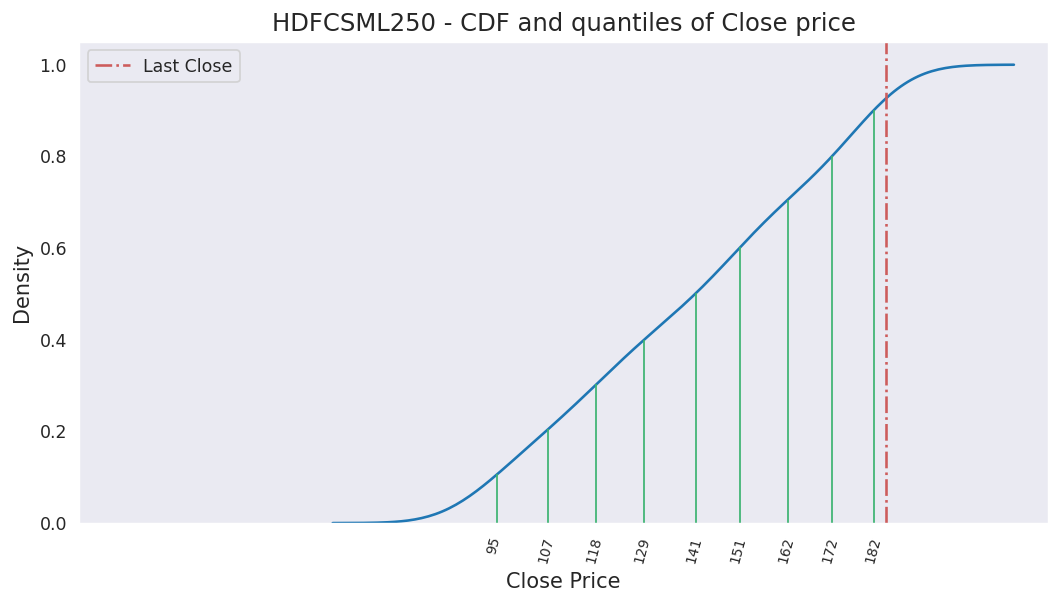 HDFCSML250 - CDF and quantiles of Close price
Last Close
1.0
0.8
0.6
0.4
0.2
0.0
Density
95 107 118 129 141 151 162 172 182
Close Price